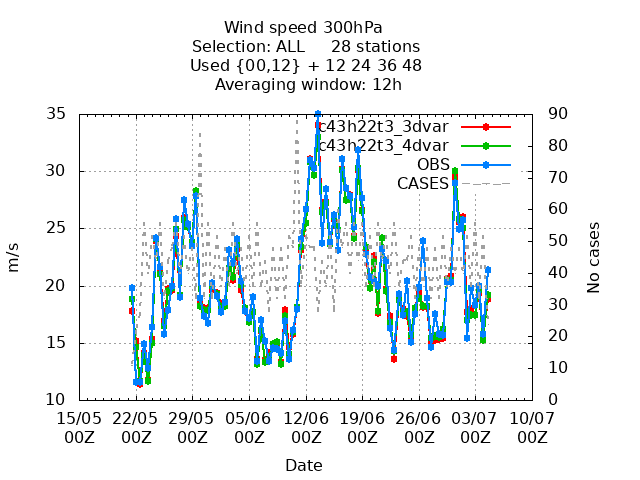 Wind speed 300hPa
Selection: ALL 28 stations
Used {00,12} + 12 24 36 48
Averaging window: 12h
35 90
c43h22t3_3dvar
c43h22t3_4dvar
80
30 OBS
70
CASES
60
25
50
m/s No cases
40
20
30
20
15
10
10 0
15/05 22/05 29/05 05/06 12/06 19/06 26/06 03/07 10/07
00Z 00Z 00Z 00Z 00Z 00Z 00Z 00Z 00Z
Date